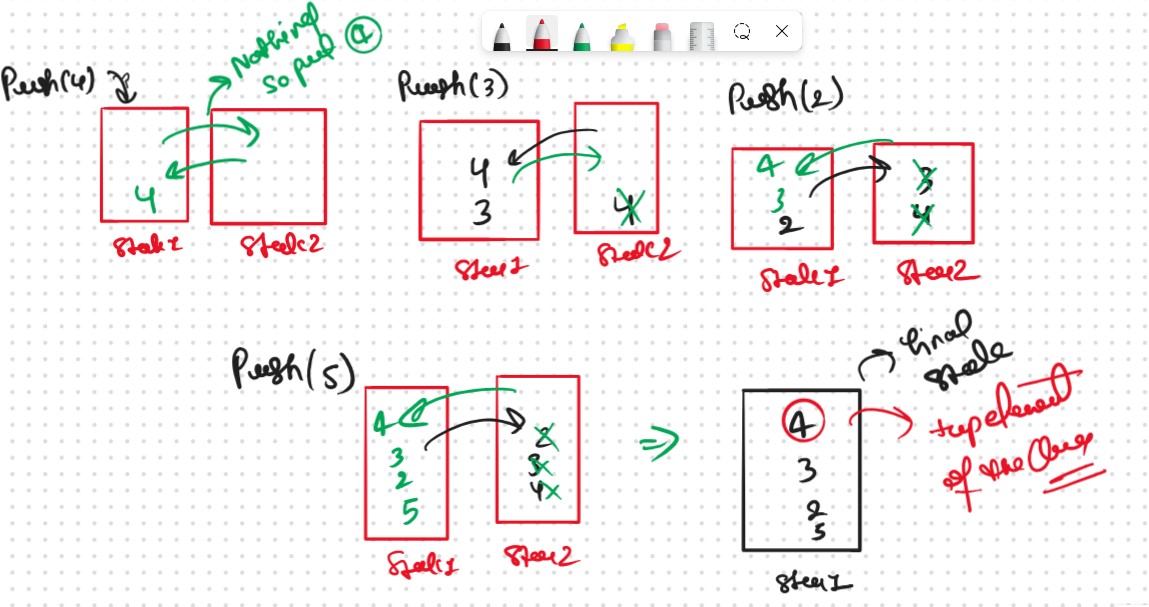 Nothing
so put 4
Push(4)
4
Stack1
Stack2
Push(3)
4
3
4
Stack1
Stack2
Push(2)
4
3
2
3
4
Stack1
Stack2
Push(5)
4
3
2
5
2
3
4
Stack1
Stack2
final
stack
4
3
2
5
Stack1
top element
of the Queue